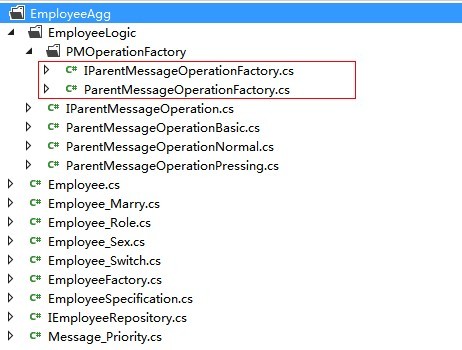 EmployeeAgg
EmployeeLogic
PMOperationFactory
C# IParentMessageOperationFactory.cs
C# ParentMessageOperationFactory.cs
C# IParentMessageOperation.cs
C# ParentMessageOperationBasic.cs
C# ParentMessageOperationNormal.cs
C# ParentMessageOperationPressing.cs
C# Employee.cs
C# Employee_Marry.cs
C# Employee_Role.cs
C# Employee_Sex.cs
C# Employee_Switch.cs
C# EmployeeFactory.cs
C# EmployeeSpecification.cs
C# IEmployeeRepository.cs
C# Message_Priority.cs